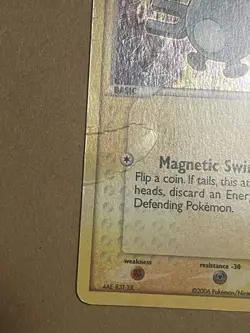 BASIC
Magnetic Swi
Flip a coin. If tails, this at
heads, discard an Ener
Defending Pokémon.
weakness
resistance -30
©2006 Pokémon/Nin